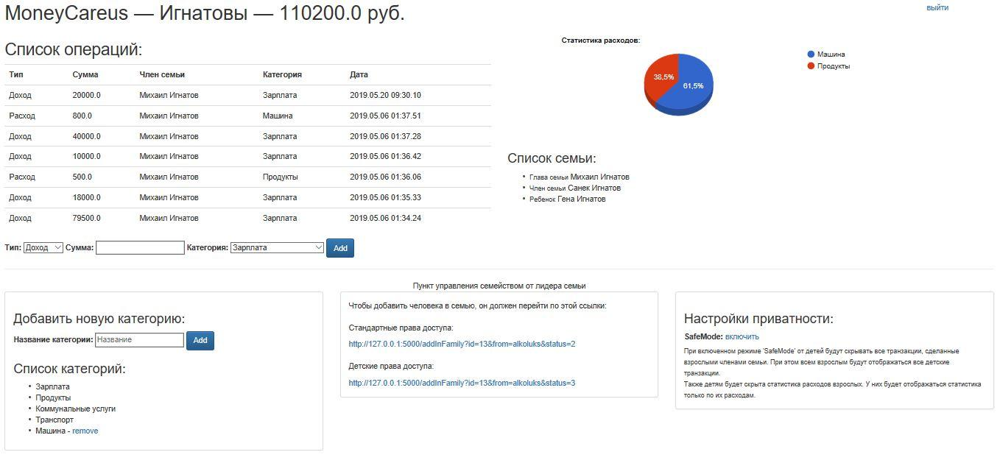 MoneyCareus — Игнатовы — 110200.0 руб.
выйти
Список операций:
Тип Сумма Член семьи Категория Дата
Доход 20000.0 Михаил Игнатов Зарплата 2019.05.20 09:30.10
Расход 800.0 Михаил Игнатов Машина 2019.05.06 01:37.51
Доход 40000.0 Михаил Игнатов Зарплата 2019.05.06 01:37.28
Доход 10000.0 Михаил Игнатов Зарплата 2019.05.06 01:36.42
Расход 500.0 Михаил Игнатов Продукты 2019.05.06 01:36.06
Доход 18000.0 Михаил Игнатов Зарплата 2019.05.06 01:35.33
Доход 79500.0 Михаил Игнатов Зарплата 2019.05.06 01:34.24
Тип: Доход Сумма: Категория: Зарплата Add
Статистика расходов:
38,5%
61,5%
Машина
Продукты
Список семьи:
• Глава семьи Михаил Игнатов
• Член семьи Санек Игнатов
• Ребенок Гена Игнатов
Пункт управления семейством от лидера семьи
Добавить новую категорию:
Название категории: Название Add
Список категорий:
• Зарплата
• Продукты
• Коммунальные услуги
• Транспорт
• Машина - remove
Чтобы добавить человека в семью, он должен перейти по этой ссылки:
Стандартные права доступа:
http://127.0.0.1:5000/addInFamily?id=13&from=alkoluks&status=2
Детские права доступа:
http://127.0.0.1:5000/addInFamily?id=13&from=alkoluks&status=3
Настройки приватности:
SafeMode: включить
При включенном режиме 'SafeMode' от детей будут скрывать все транзакции, сделанные
взрослыми членами семьи. При этом всем взрослым будут отображаться все детские
транзакции.
Также детям будет скрыта статистика расходов взрослых. У них будет отображаться статистика
только по их расходам.